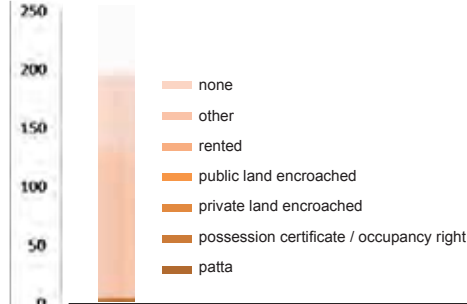 250
200
150
100
50
0
none
other
rented
public land encroached
private land encroached
possession certificate / occupancy right
patta